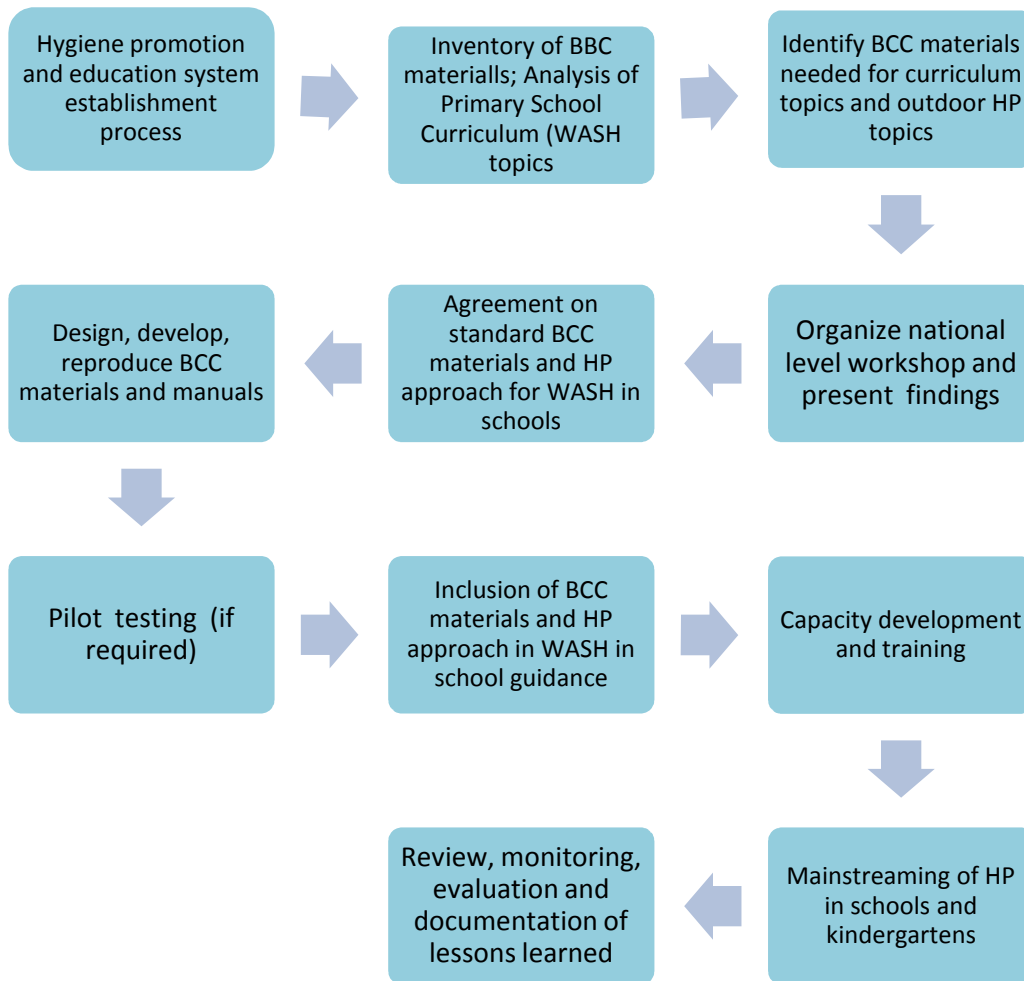 Hygiene promotion
and education system
establishment
process
Inventory of BBC
materialls; Analysis of
Primary School
Curriculum (WASH
topics
Identify BCC materials
needed for curriculum
topics and outdoor HP
topics
Organize national
level workshop and
present findings
Agreement on
standard BCC
materials and HP
approach for WASH in
schools
Design, develop,
reproduce BCC
materials and manuals
Pilot testing (if
required)
Inclusion of BCC
materials and HP
approach in WASH in
school guidance
Capacity development
and training
Mainstreaming of HP
in schools and
kindergartens
Review, monitoring,
evaluation and
documentation of
lessons learned